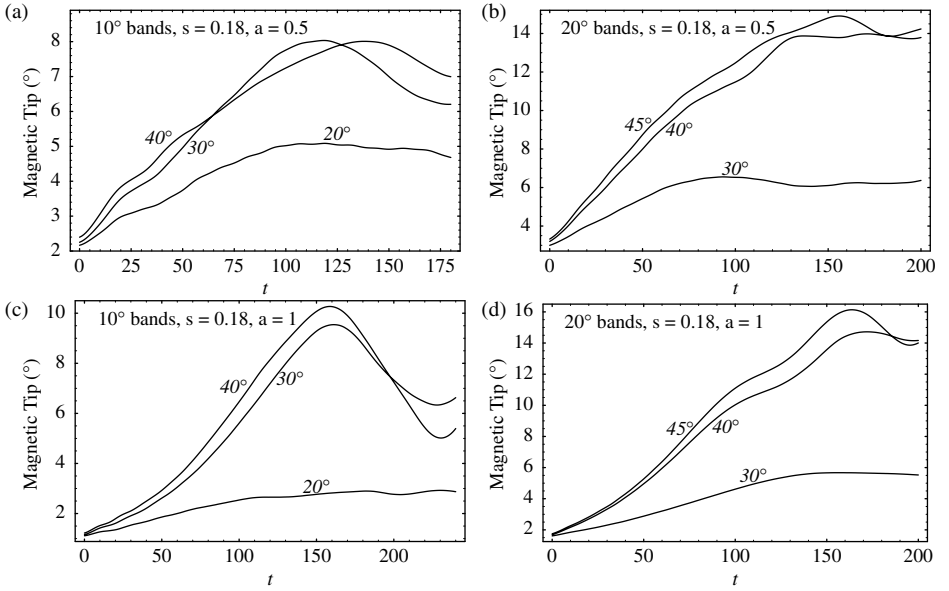 (a)
10° bands, s = 0.18, a = 0.5
Magnetic Tip (°)
8
7
6
5
4
3
2
40°
30°
20°
0 25 50 75 100 125 150 175
t
(b)
20° bands, s = 0.18, a = 0.5
Magnetic Tip (°)
14
12
10
8
6
4
45°
40°
30°
0 50 100 150 200
t
(c)
10° bands, s = 0.18, a = 1
Magnetic Tip (°)
10
8
6
4
2
40°
30°
20°
0 50 100 150 200
t
(d)
20° bands, s = 0.18, a = 1
Magnetic Tip (°)
16
14
12
10
8
6
4
2
45°
40°
30°
0 50 100 150 200
t